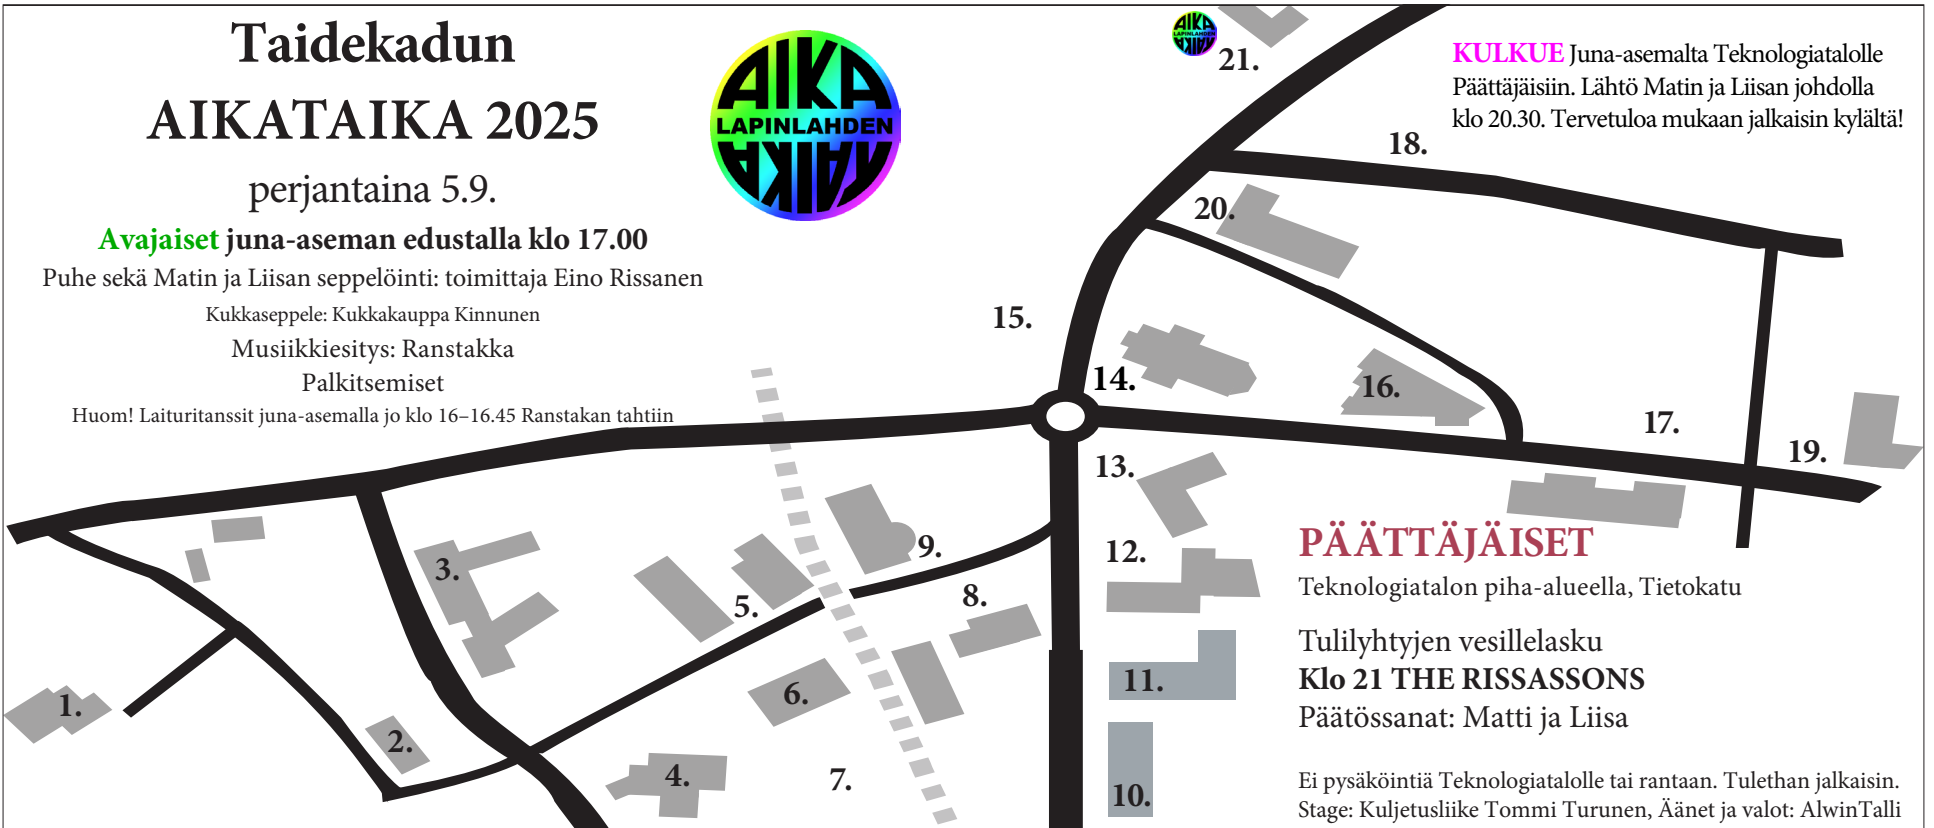 Taidekadun
AIKATAIKA 2025
perjantaina 5.9.
Avajaiset juna-aseman edustalla klo 17.00
Puhe sekä Matin ja Liisan seppelöinti: toimittaja Eino Rissanen
Kukkaseppele: Kukkakauppa Kinnunen
Musiikkiesitys: Ranstakka
Palkitsemiset
Huom! Laituritanssit juna-asemalla jo klo 16–16.45 Ranstakan tahtiin
AIKA
LAPINLAHDEN
TAIKA
AIKA
LAPINLAHDEN
TAIKA
21.
KULKUE Juna-asemalta Teknologiatalolle
Päättäjäisiin. Lähtö Matin ja Liisan johdolla
klo 20.30. Tervetuloa mukaan jalkaisin kylältä!
18.
20.
15.
14.
16.
17.
19.
13.
12.
11.
10.
9.
8.
7.
6.
5.
4.
3.
2.
1.
PÄÄTTÄJÄISET
Teknologiatalon piha-alueella, Tietokatu
Tulilyhtyjen vesillelasku
Klo 21 THE RISSASSONS
Päätössanat: Matti ja Liisa
Ei pysäköintiä Teknologiatalolle tai rantaan. Tulethan jalkaisin.
Stage: Kuljetusliike Tommi Turunen, Äänet ja valot: AlwinTalli